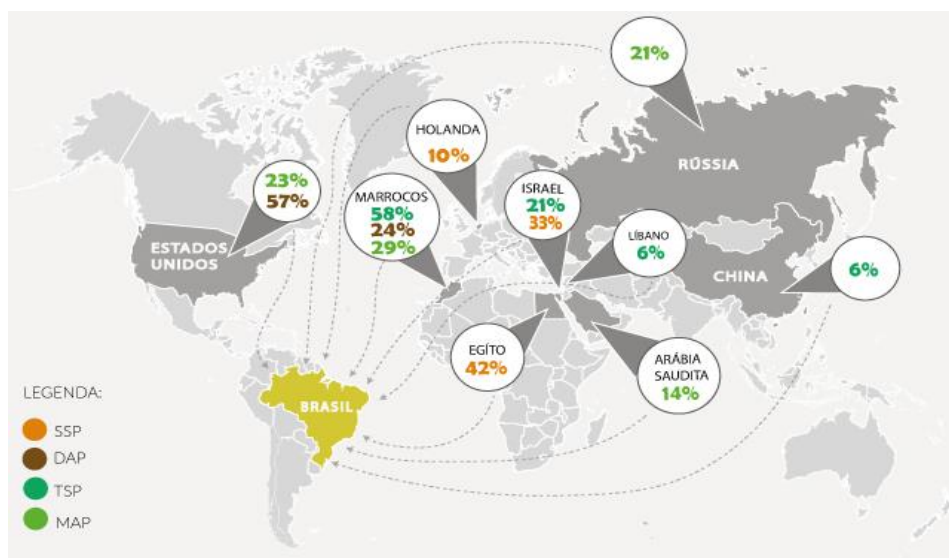 21%
HOLANDA
10%
RÚSSIA
23%
57%
MARROCOS
58%
24%
29%
ISRAEL
21%
33%
LÍBANO
6%
ESTADOS
UNIDOS
CHINA
6%
EGÍTO
42%
ARÁBIA
SAUDITA
14%
BRASIL
LEGENDA:
SSP
DAP
TSP
MAP